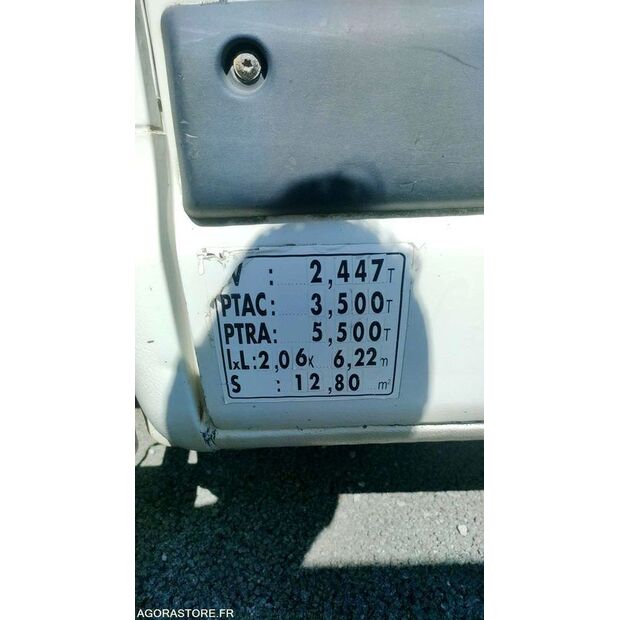 V : 2,447T
PTAC: 3,500T
PTRA: 5,500T
lxL:2,06x 6,22m
S : 12,80 m²
AGORASTORE.FR